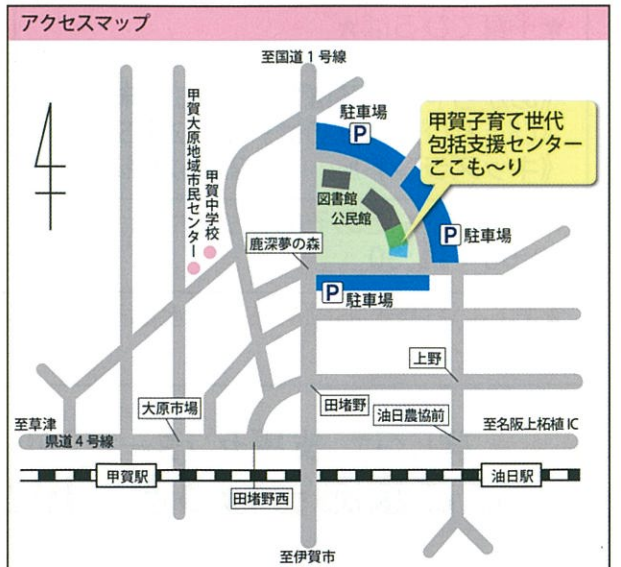 アクセスマップ
至国道1号線
駐車場
P
甲賀子育て世代
包括支援センター
ここも〜り
甲賀大原地域市民センター
甲賀中学校
図書館
公民館
鹿深夢の森
P 駐車場
P 駐車場
上野
大原市場
田堵野
油日農協前
至草津
県道4号線
至名阪上柘植IC
甲賀駅
田堵野西
油日駅
至伊賀市